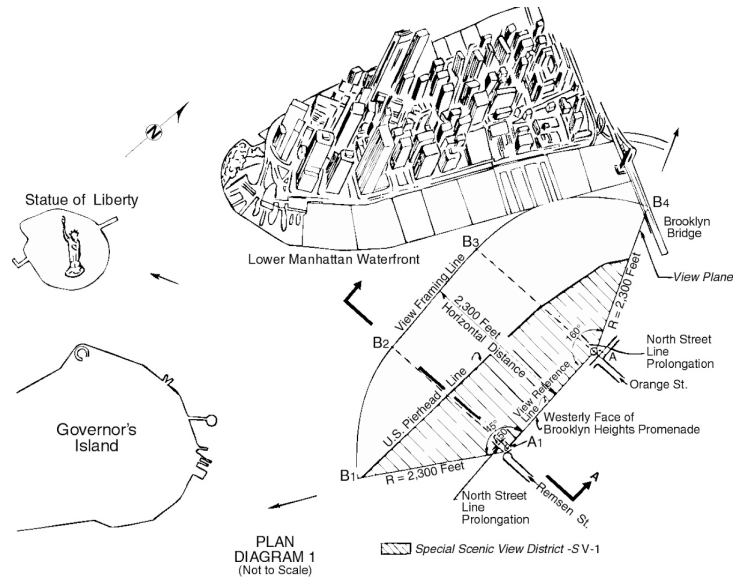 N
Statue of Liberty
Lower Manhattan Waterfront
B4
Brooklyn
Bridge
View Plane
B3
View Framing Line
2,300 Feet
Horizontal Distance
R = 2,300 Feet
160°
B2
North Street
Line
Prolongation
A
Orange St.
U.S. Pierhead Line
View Reference
Line
Westerly Face of
Brooklyn Heights Promenade
Governor's
Island
45°
A1
B1
R = 2,300 Feet
A
Remsen St.
North Street
Line
Prolongation
PLAN
DIAGRAM 1
(Not to Scale)
Special Scenic View District -S V-1